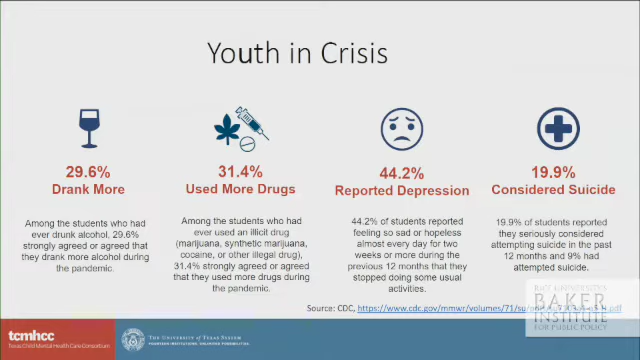 Youth in Crisis
29.6%
Drank More
Among the students who had
ever drunk alcohol, 29.6%
strongly agreed or agreed that
they drank more alcohol during
the pandemic.
31.4%
Used More Drugs
Among the students who had
ever used an illicit drug
(marijuana, synthetic marijuana,
cocaine, or other illegal drug),
31.4% strongly agreed or agreed
that they used more drugs during
the pandemic.
44.2%
Reported Depression
44.2% of students reported
feeling so sad or hopeless
almost every day for two
weeks or more during the
previous 12 months that they
stopped doing some usual
activities.
19.9%
Considered Suicide
19.9% of students reported
they seriously considered
attempting suicide in the past
12 months and 9% had
attempted suicide.
Source: CDC, https://www.cdc.gov/mmwr/volumes/71/su/
RICE UNIVERSITY'S
BAKER
INSTITUTE
FOR PUBLIC POLICY
tcmhcc
Texas Child Mental Health Care Consortium
THE UNIVERSITY OF TEXAS SYSTEM
FOURTEEN INSTITUTIONS. UNLIMITED POSSIBILITIES.